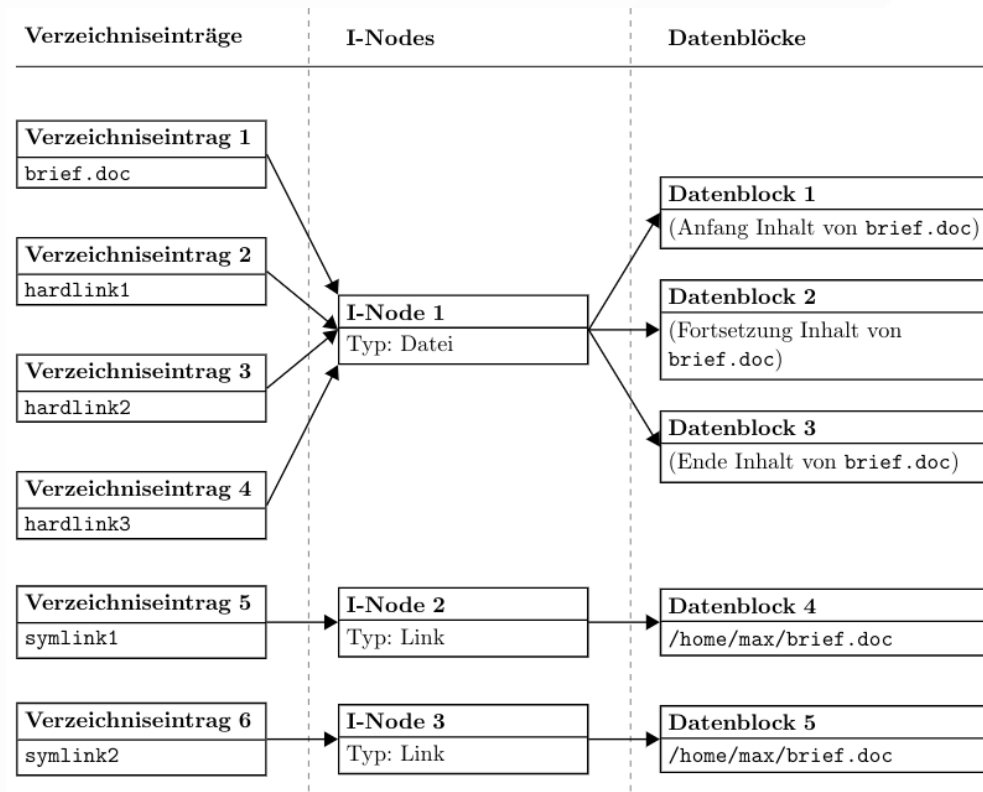 Verzeichniseinträge
I-Nodes
Datenblöcke
Verzeichniseintrag 1
brief.doc
Verzeichniseintrag 2
hardlink1
Verzeichniseintrag 3
hardlink2
Verzeichniseintrag 4
hardlink3
Verzeichniseintrag 5
symlink1
Verzeichniseintrag 6
symlink2
I-Node 1
Typ: Datei
I-Node 2
Typ: Link
I-Node 3
Typ: Link
Datenblock 1
(Anfang Inhalt von brief.doc)
Datenblock 2
(Fortsetzung Inhalt von
brief.doc)
Datenblock 3
(Ende Inhalt von brief.doc)
Datenblock 4
/home/max/brief.doc
Datenblock 5
/home/max/brief.doc